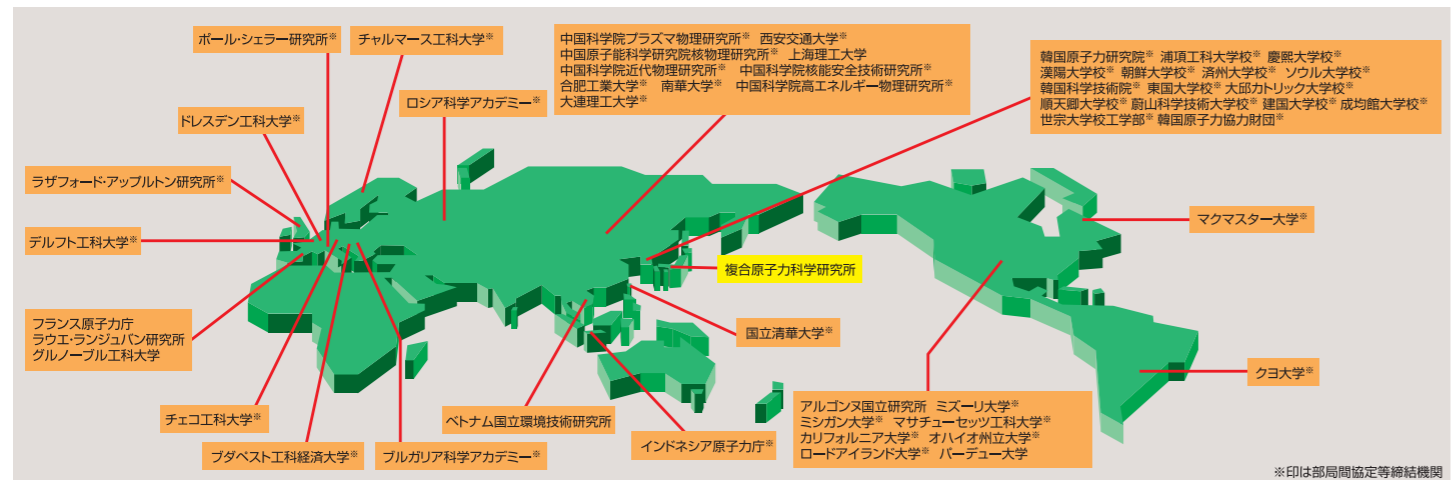 ポール・シェラー研究所※
チャルマース工科大学※
中国科学院プラズマ物理研究所※ 西安交通大学※
中国原子能科学研究院核物理研究所※ 上海理工大学
中国科学院近代物理研究所※ 中国科学院核能安全技術研究所※
合肥工業大学※ 南華大学※ 中国科学院高エネルギー物理研究所※
大連理工大学※
韓国原子力研究院※ 浦項工科大学校※ 慶熙大学校※
漢陽大学校※ 朝鮮大学校※ 済州大学校※ ソウル大学校※
韓国科学技術院※ 東国大学校※ 大邱カトリック大学校※
順天郷大学校※ 蔚山科学技術大学校※ 建国大学校※ 成均館大学校※
世宗大学校工学部※ 韓国原子力協力財団※
ロシア科学アカデミー※
ドレスデン工科大学※
ラザフォード・アップルトン研究所※
マクマスター大学※
デルフト工科大学※
複合原子力科学研究所
フランス原子力庁
ラウエ・ランジュバン研究所
グルノーブル工科大学
国立清華大学※
クヨ大学※
チェコ工科大学※
ベトナム国立環境技術研究所
アルゴンヌ国立研究所 ミズーリ大学※
ミシガン大学※ マサチューセッツ工科大学※
カリフォルニア大学※ オハイオ州立大学※
ロードアイランド大学※ パーデュー大学
インドネシア原子力庁※
ブダペスト工科経済大学※
ブルガリア科学アカデミー※
※印は部局間協定等締結機関